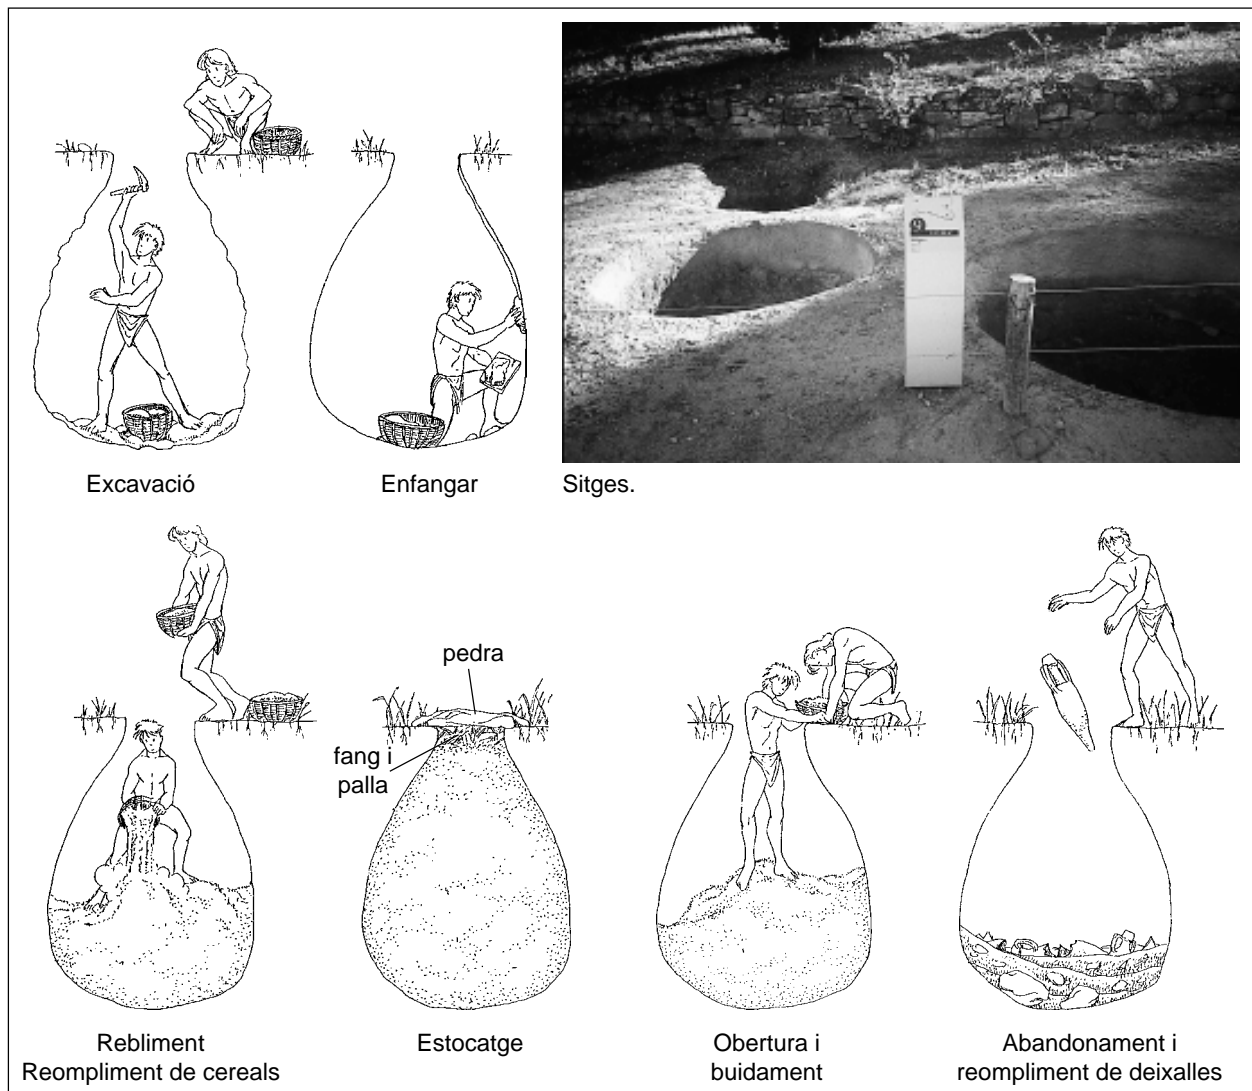 Excavació
Enfangar
Sitges.
pedra
fang i
palla
Rebliment
Reompliment de cereals
Estocatge
Obertura i
buidament
Abandonament i
reompliment de deixalles